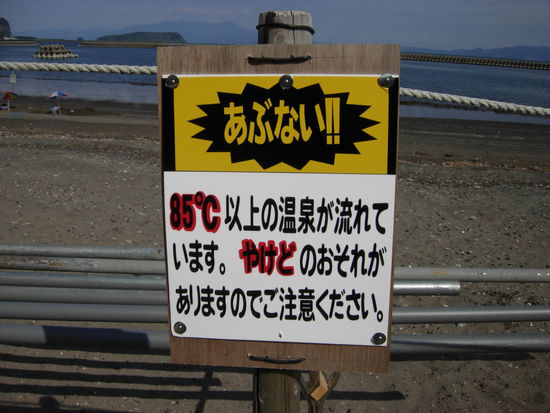 あぶない!!
85℃以上の温泉が流れて
います。やけどのおそれが
ありますのでご注意ください。